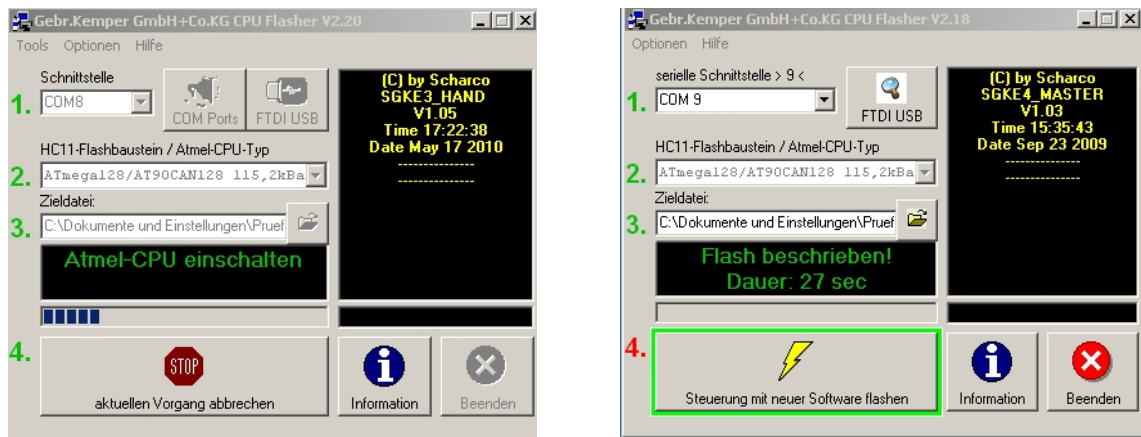 Gebr.Kemper GmbH+Co.KG CPU Flasher V2.20
Tools Optionen Hilfe
Schnittstelle
1. COM8
COM Ports
FTDI USB
HC11-Flashbaustein / Atmel-CPU-Typ
2. ATmega128/AT90CAN128 115,2kBa
Zieldatei:
3. C:\Dokumente und Einstellungen\Pruef
Atmel-CPU einschalten
4.
STOP
aktuellen Vorgang abbrechen
(C) by Scharco
SGKE3_HAND
V1.05
Time 17:22:38
Date May 17 2010
---------------
---------------
Information
Beenden
Gebr.Kemper GmbH+Co.KG CPU Flasher V2.18
Optionen Hilfe
serielle Schnittstelle > 9 <
1. COM 9
FTDI USB
HC11-Flashbaustein / Atmel-CPU-Typ
2. ATmega128/AT90CAN128 115,2kBa
Zieldatei:
3. C:\Dokumente und Einstellungen\Pruef
Flash beschrieben!
Dauer: 27 sec
4.
Steuerung mit neuer Software flashen
(C) by Scharco
SGKE4_MASTER
V1.03
Time 15:35:43
Date Sep 23 2009
---------------
---------------
Information
Beenden